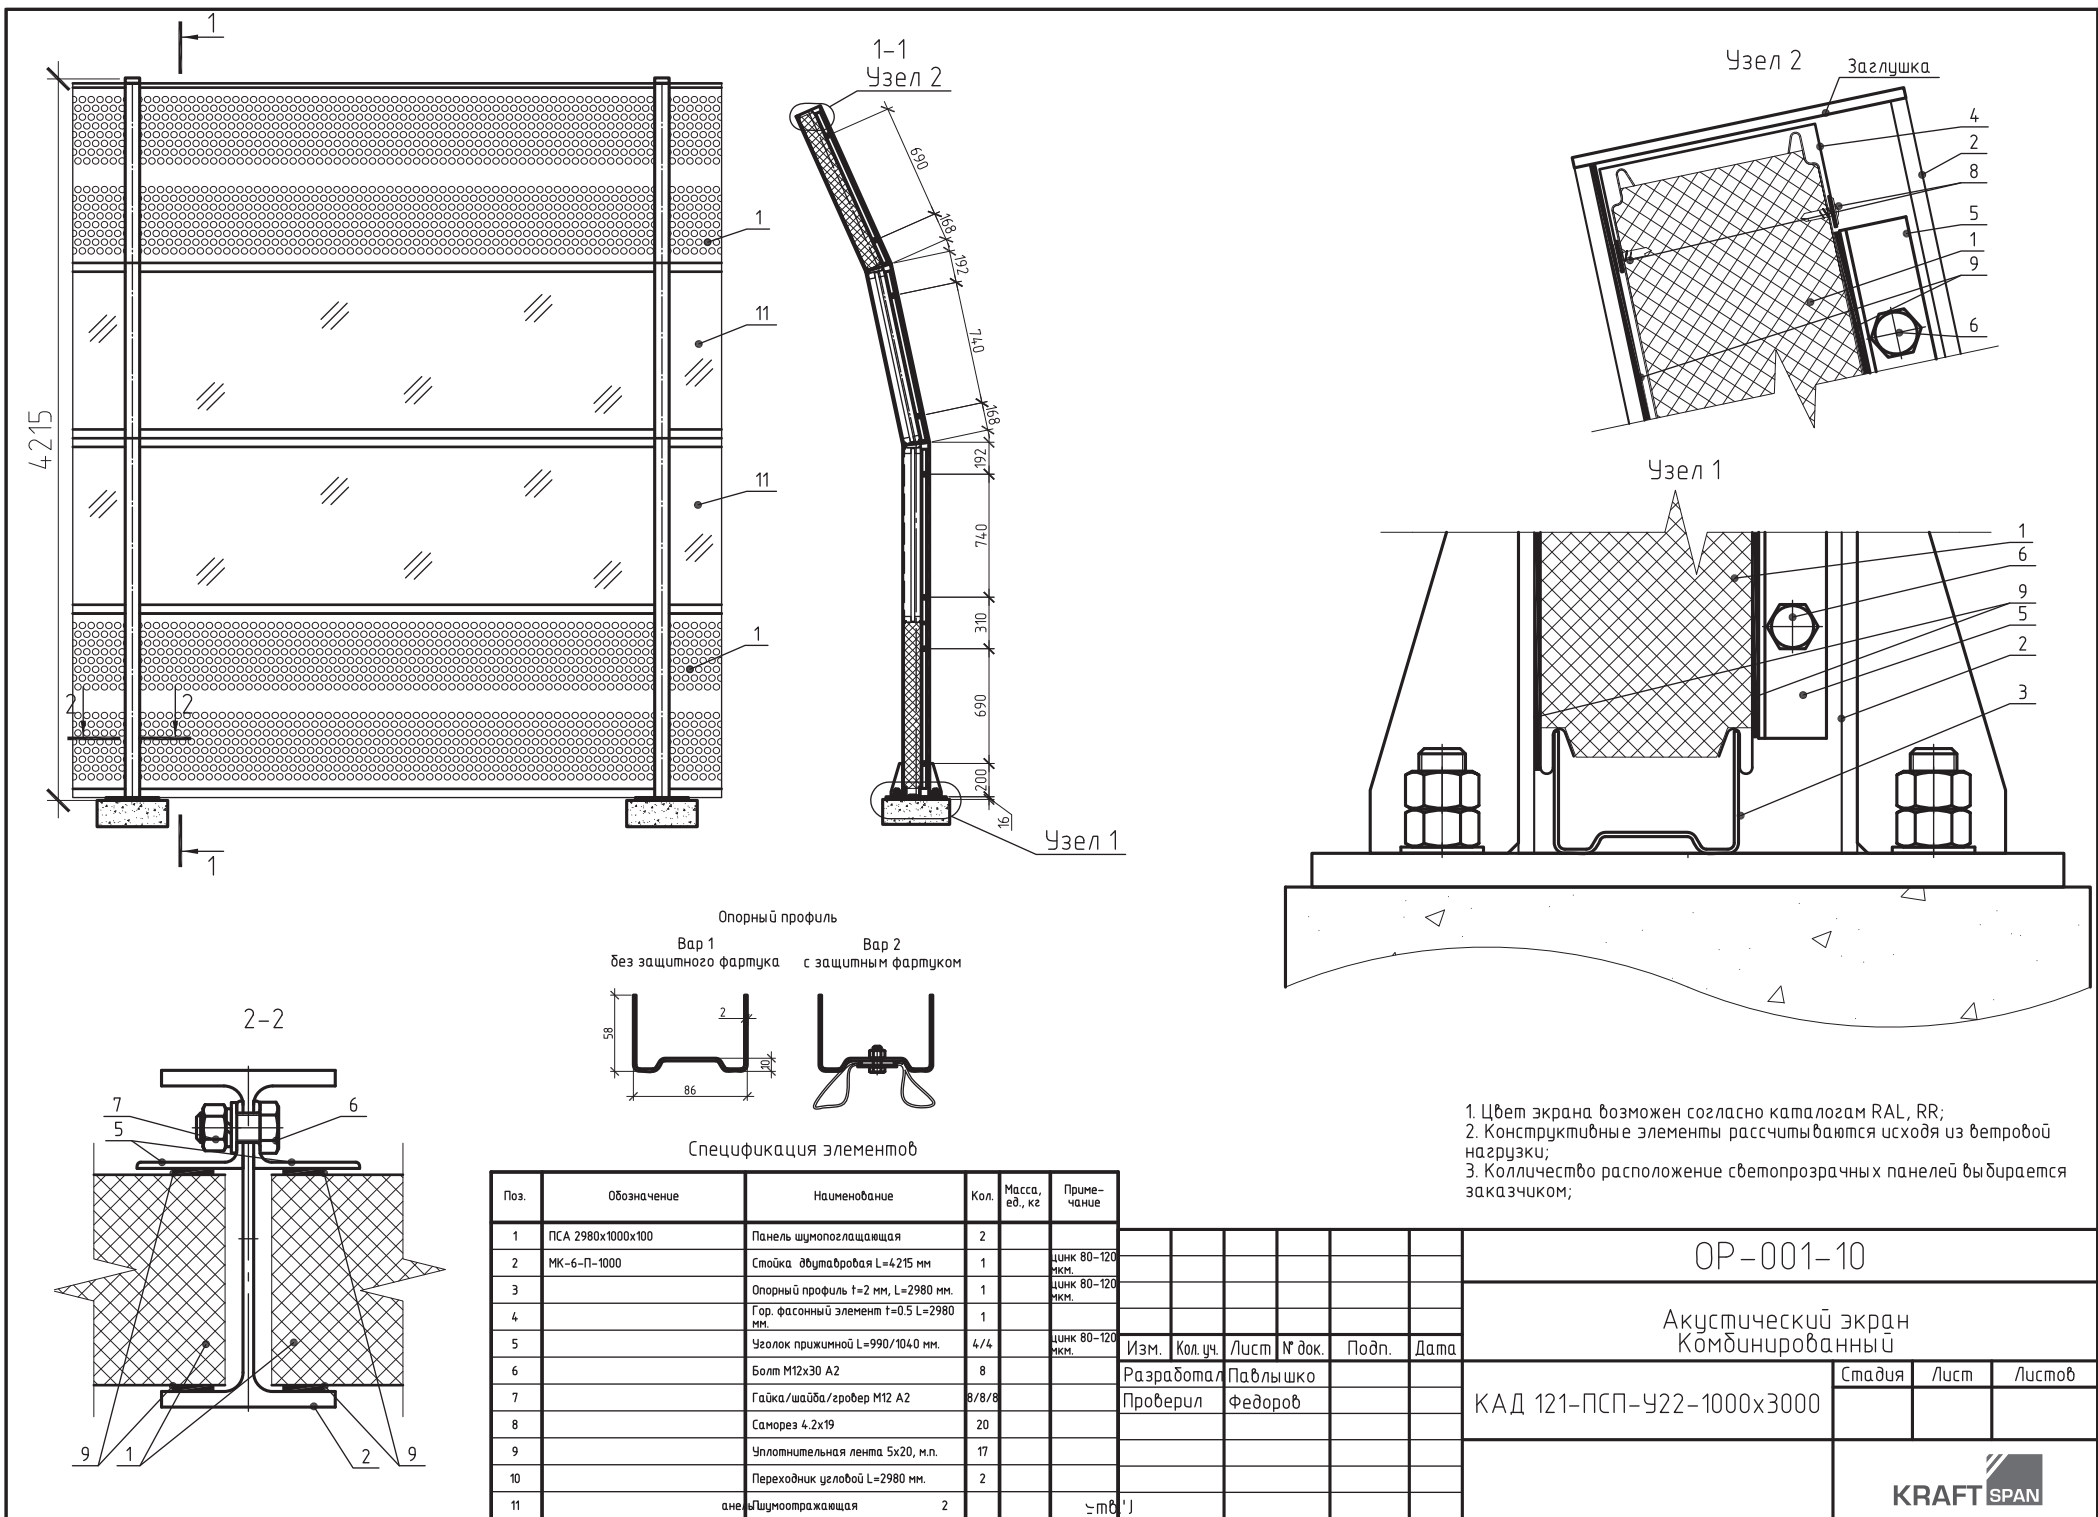 1
1
4215
1
11
11
1
2
2
1-1
Узел 2
690
168
192
740
168
192
740
310
690
200
16
Узел 1
Узел 2
Заглушка
4
2
8
5
1
9
6
Узел 1
1
6
9
5
2
3
Опорный профиль
Вар 1
без защитного фартука
Вар 2
с защитным фартуком
58
2
10
86
2-2
7
5
6
9
1
2
9
1. Цвет экрана возможен согласно каталогам RAL, RR;
2. Конструктивные элементы рассчитываются исходя из ветровой
нагрузки;
3. Колличество расположение светопрозрачных панелей выбирается
заказчиком;
Спецификация элементов
Поз. Обозначение Наименование Кол. Масса, ед., кг Приме-чание
1 ПСА 2980х1000х100 Панель шумопоглащающая 2
2 МК-6-П-1000 Стойка двутавровая L=4215 мм 1 цинк 80-120 мкм.
3 Опорный профиль t=2 мм, L=2980 мм. 1 цинк 80-120 мкм.
4 Гор. фасонный элемент t=0.5 L=2980 мм. 1
5 Уголок прижимной L=990/1040 мм. 4/4 цинк 80-120 мкм.
6 Болт М12х30 А2 8
7 Гайка/шайба/гровер М12 А2 8/8/8
8 Саморез 4.2х19 20
9 Уплотнительная лента 5х20, м.п. 17
10 Переходник угловой L=2980 мм. 2
11 шумоотражающая 2
ОР-001-10
Акустический экран
Комбинированный
Изм. Кол. уч. Лист № док. Подп. Дата
Разработал Павлышко
Проверил Федоров
КАД 121-ПСП-У22-1000х3000
Стадия Лист Листов
KRAFT SPAN